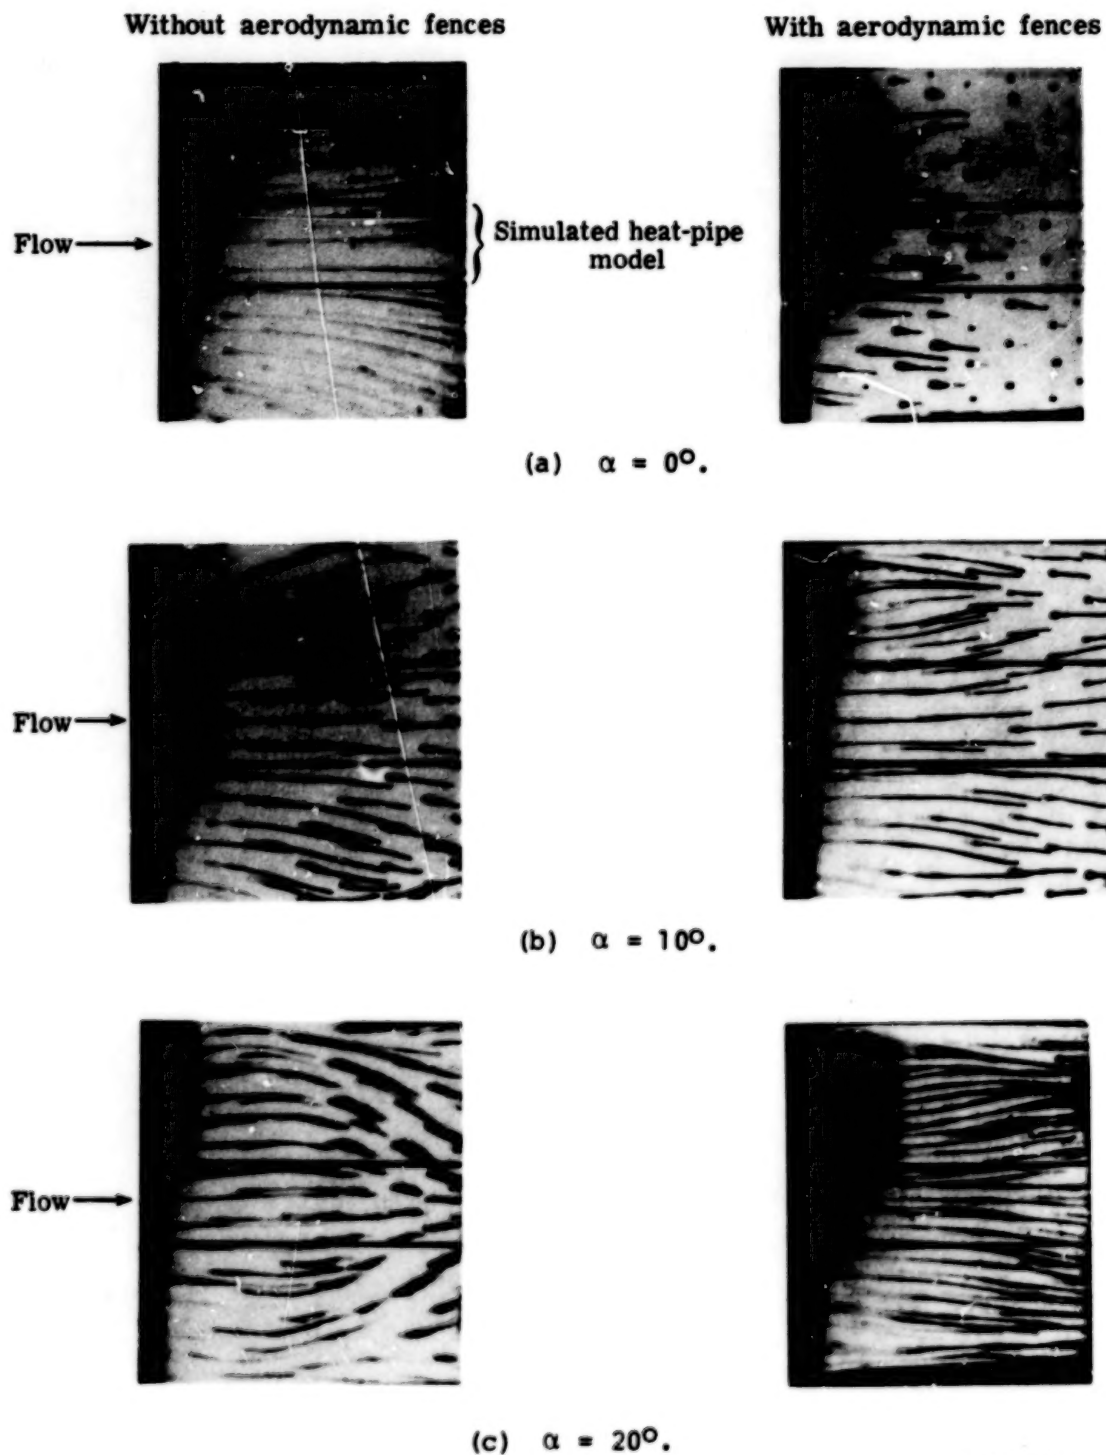 Without aerodynamic fences
With aerodynamic fences
Flow
Simulated heat-pipe
model
(a) α = 0°.
Flow
(b) α = 10°.
Flow
(c) α = 20°.